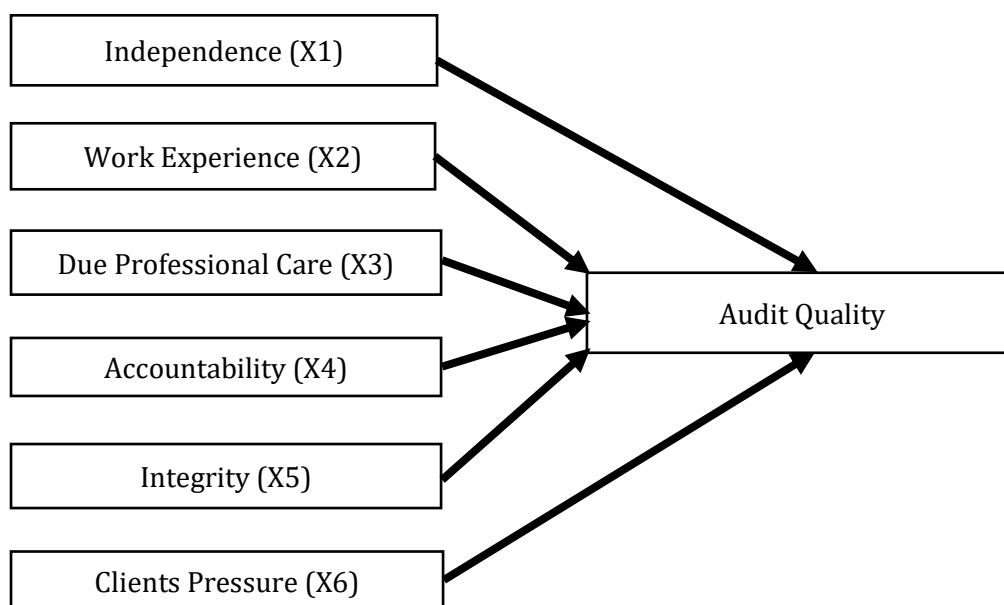 Independence (X1)
Work Experience (X2)
Due Professional Care (X3)
Audit Quality
Accountability (X4)
Integrity (X5)
Clients Pressure (X6)